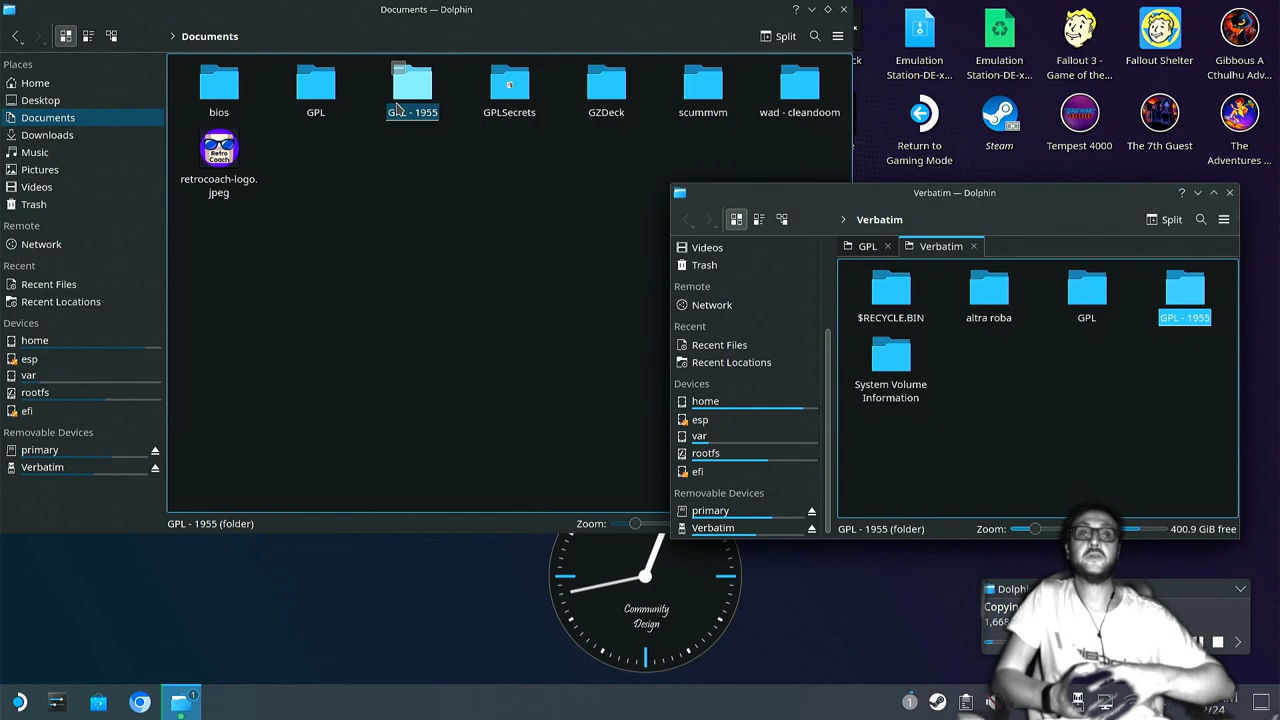 Documents — Dolphin
Documents
Split
Places
Home
Desktop
Documents
Downloads
Music
Pictures
Videos
Trash
Remote
Network
Recent
Recent Files
Recent Locations
Devices
home
esp
var
rootfs
efi
Removable Devices
primary
Verbatim
bios
GPL
GPL - 1955
GPLSecrets
GZDeck
scummvm
wad - cleandoom
Retro
Coach
retrocoach-logo.
jpeg
GPL - 1955 (folder)
Zoom:
Emulation
Station-DE-x...
Emulation
Station-DE-x...
Fallout 3 -
Game of the...
Fallout Shelter
Gibbous
A Cthulhu Adv...
Return to
Gaming Mode
Steam
Tempest 4000
The 7th Guest
The
Adventures ...
Verbatim — Dolphin
Verbatim
Split
GPL
Verbatim
Videos
Trash
Remote
Network
Recent
Recent Files
Recent Locations
Devices
home
esp
var
rootfs
efi
Removable Devices
primary
Verbatim
$RECYCLE.BIN
altra roba
GPL
GPL - 1955
System Volume
Information
GPL - 1955 (folder)
Zoom:
400.9 GiB free
Community
Design
1
1
/24